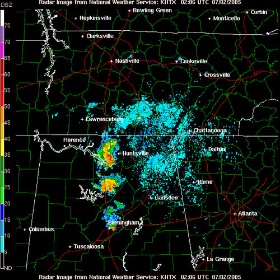 DBZ
Radar Image from National Weather Service: KHTX 02:06 UTC 07/02/2005
Bowling Green
Corbin
Hopkinsville
Monticello
Clarksville
Nashville
Cookeville
Crossville
75
70
65
60
55
50
45
40
35
30
25
20
15
10
5
ND
Lawrenceburg
Chattanooga
Florence
Huntsville
Dalton
Rome
Gadsden
Atlanta
Birmingham
Columbus
Tuscaloosa
La Grange
Radar Image from National Weather Service: KHTX 02:06 UTC 07/02/2005